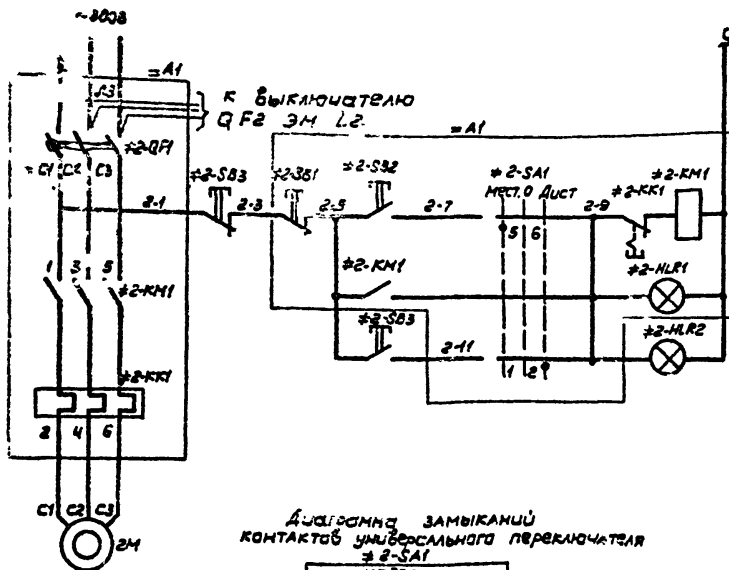 ~380В
=А1
к выключателю
QF2 ЭМ L2
=А1
≠2-QF1
С1 С2 С3
≠2-SB3
≠2-SB1
≠2-SB2
≠2-SA1
Мест. О Дист
≠2-KK1
≠2-KM1
2-1
2-3
2-5
2-7
5 6
2-9
1 3 5
≠2-KM1
≠2-KM1
≠2-HLR1
≠2-SB3
≠2-HLR2
2-11
1 2
≠2-KK1
2 4 6
С1 С2 С3
2М
Диаграмма замыканий
контактов универсального переключателя
≠2-SA1